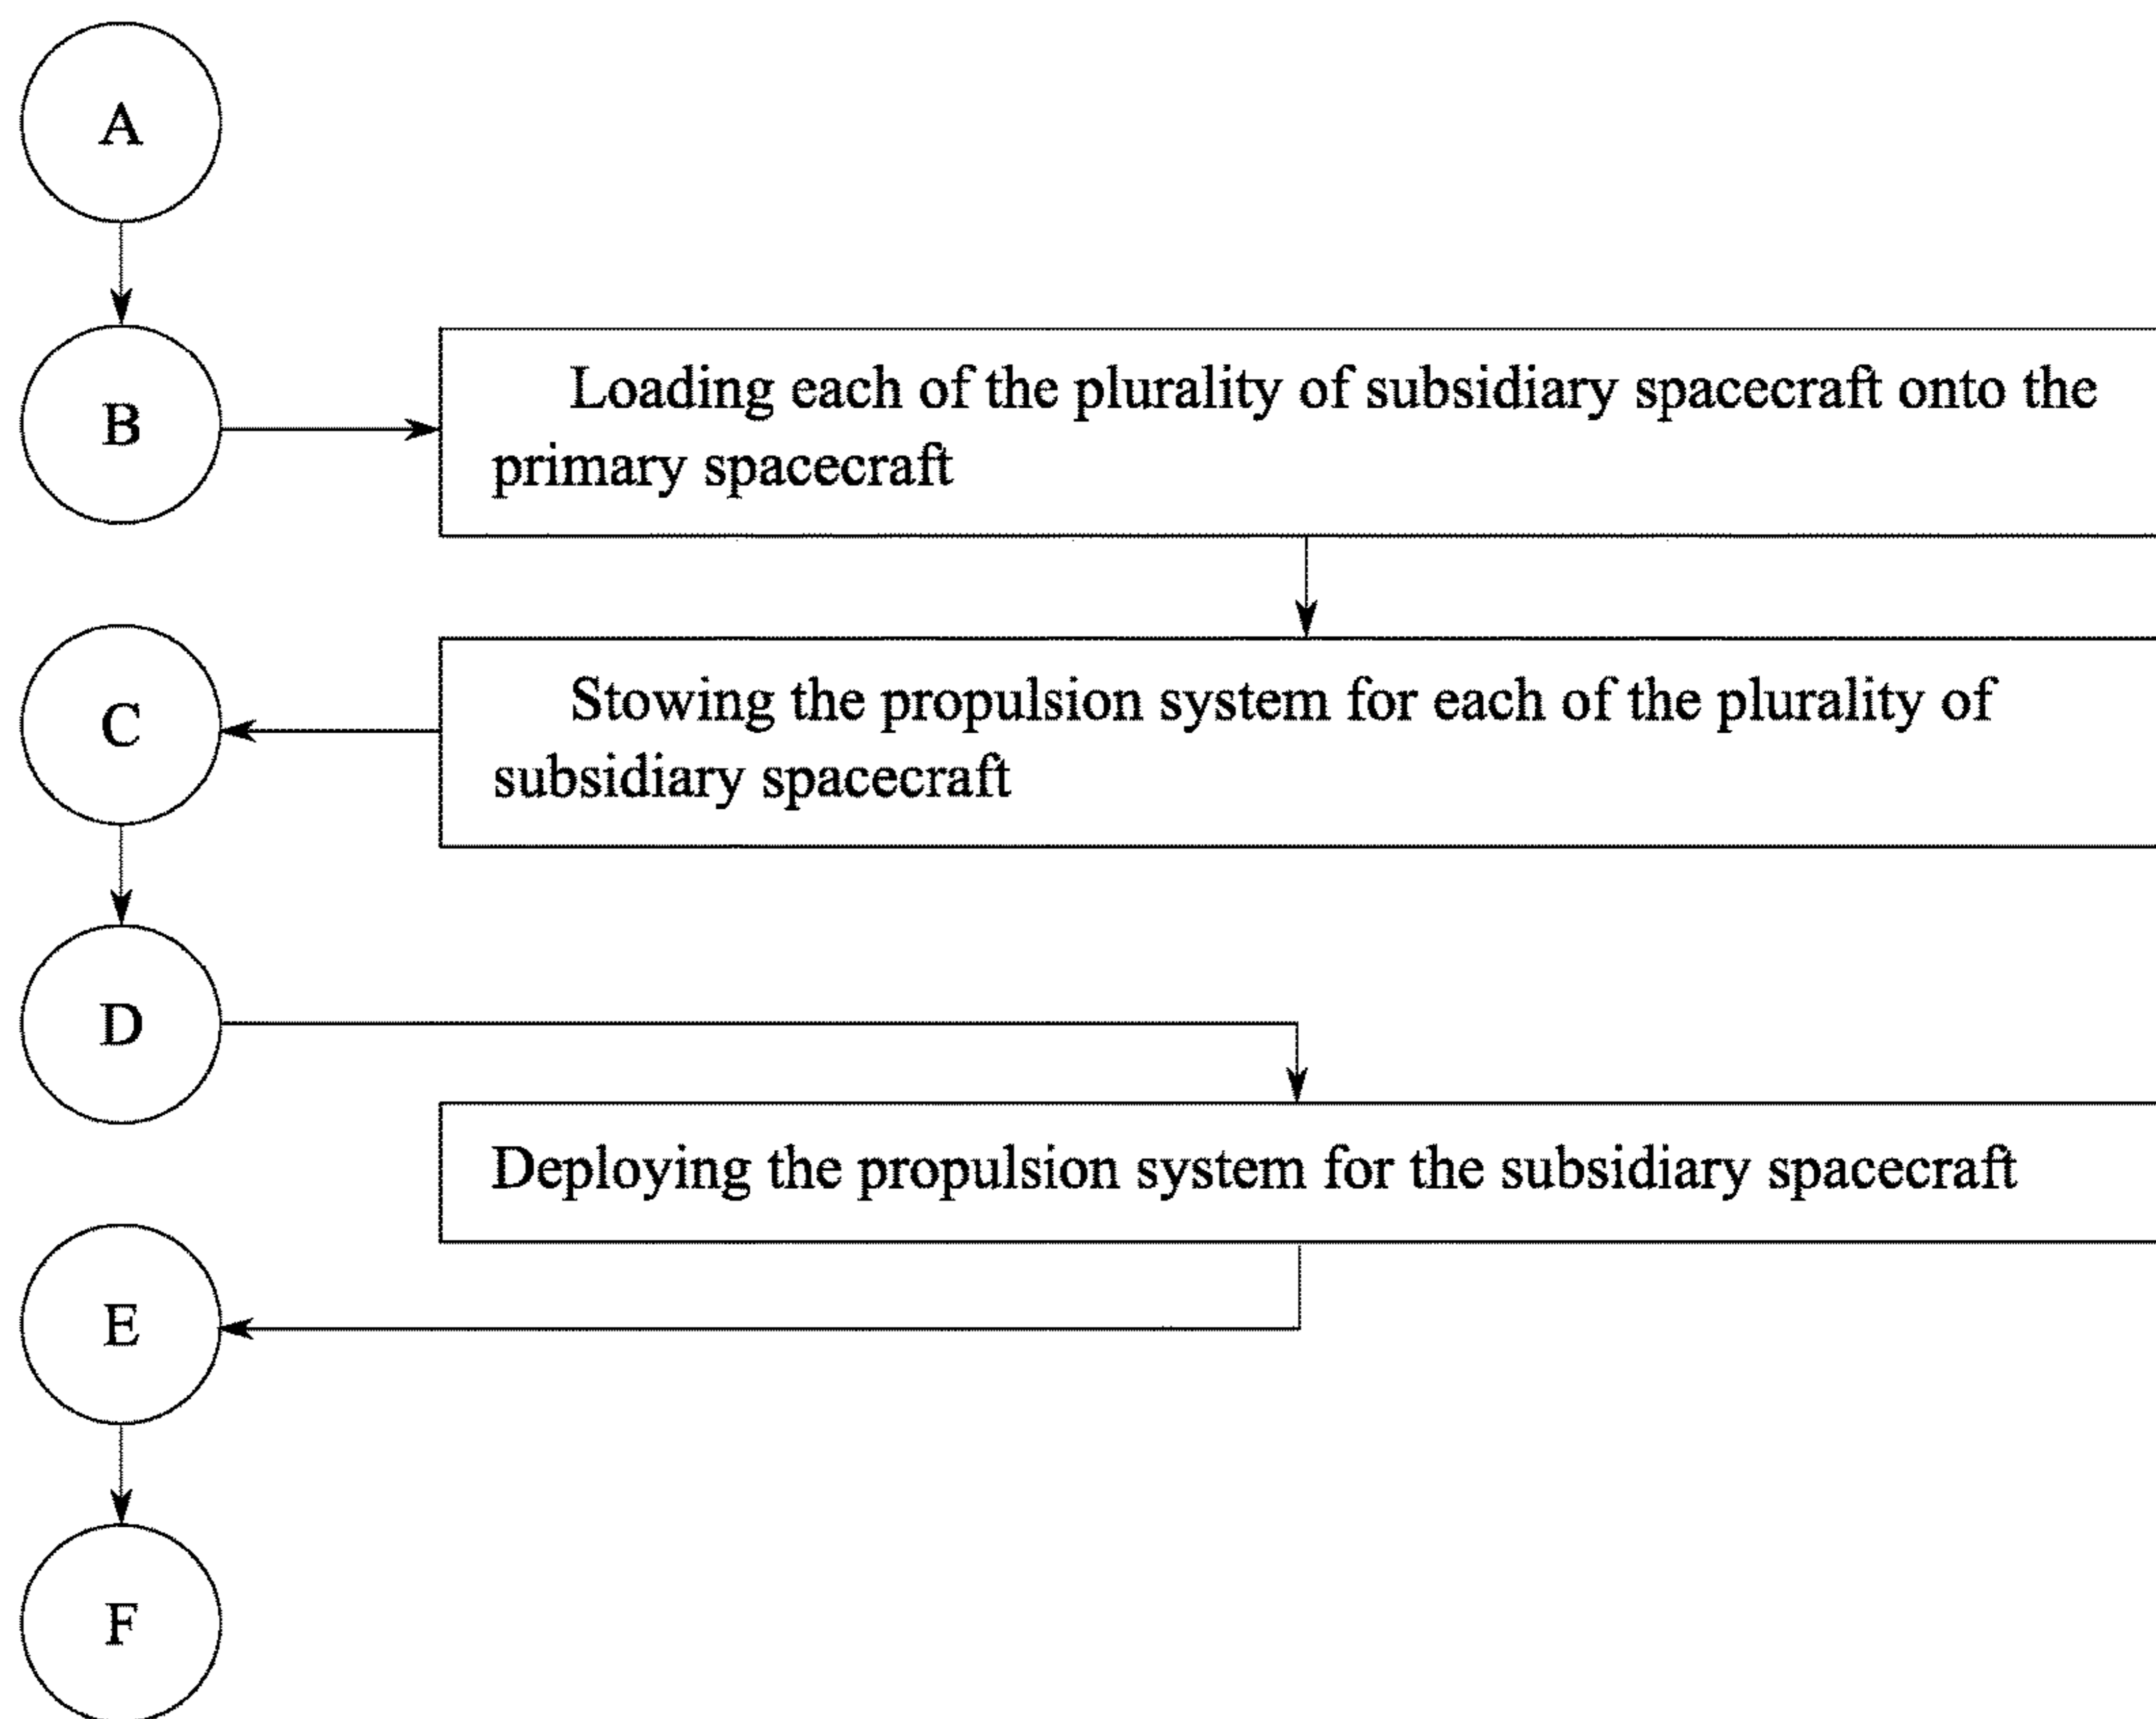 A
B
Loading each of the plurality of subsidiary spacecraft onto the
primary spacecraft
C
Stowing the propulsion system for each of the plurality of
subsidiary spacecraft
D
Deploying the propulsion system for the subsidiary spacecraft
E
F